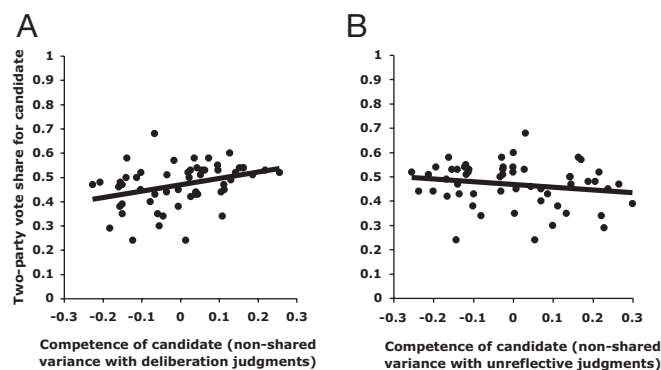 A
Two-party vote share for candidate
1
0.9
0.8
0.7
0.6
0.5
0.4
0.3
0.2
0.1
0
-0.3 -0.2 -0.1 0 0.1 0.2 0.3
Competence of candidate (non-shared
variance with deliberation judgments)
B
1
0.9
0.8
0.7
0.6
0.5
0.4
0.3
0.2
0.1
0
-0.3 -0.2 -0.1 0 0.1 0.2 0.3
Competence of candidate (non-shared
variance with unreflective judgments)